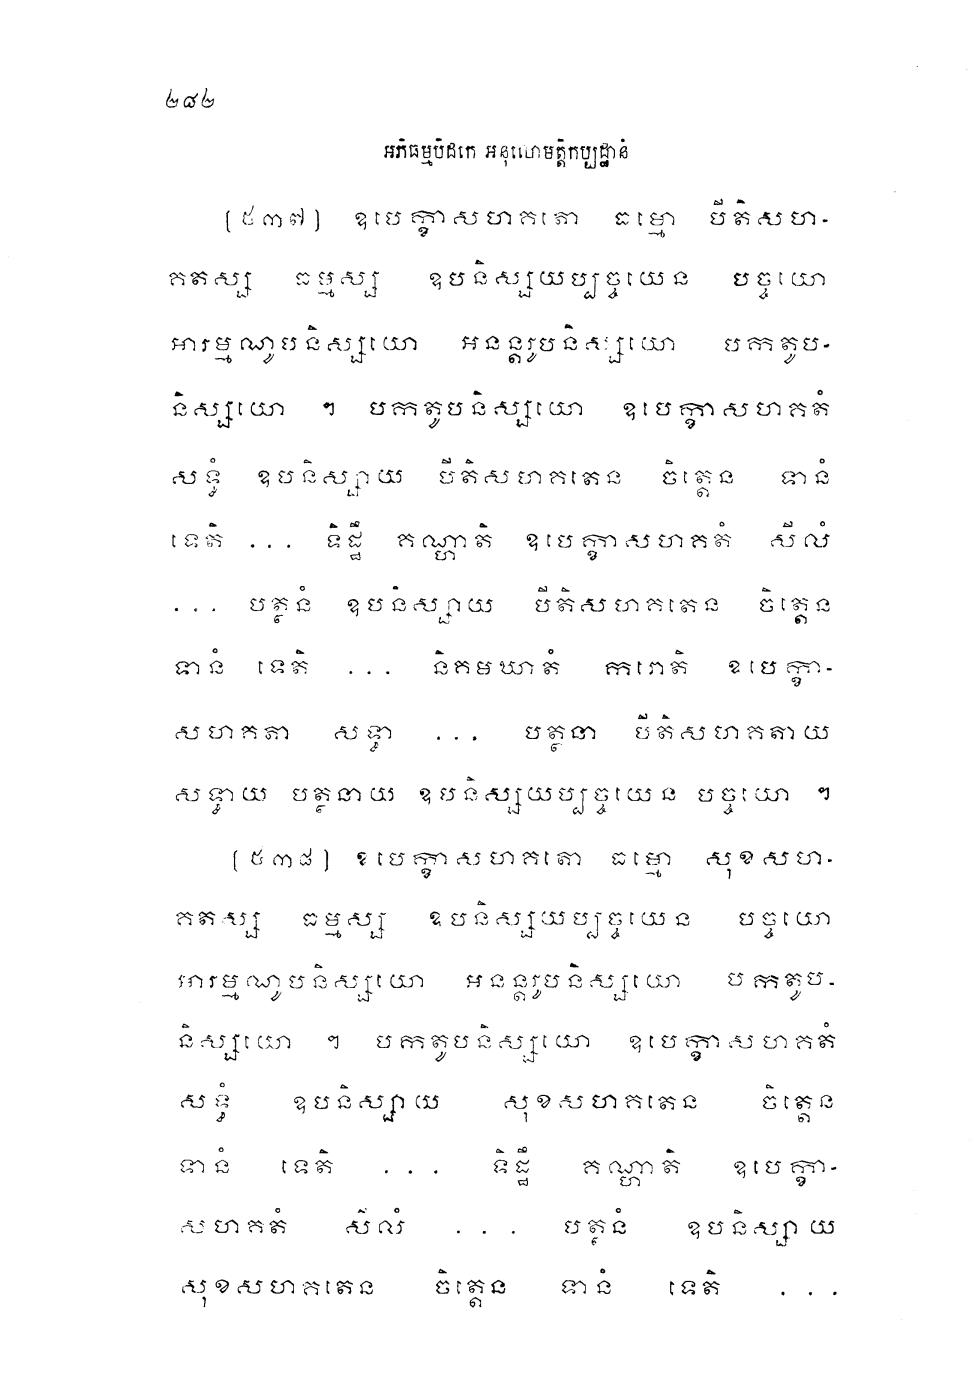 ២៨២
អភិធម្មបិដកេ អនុលោមត្តិកប្បដ្ឋានំ
[៥៣៧] ឧបេក្ខាសហគតោ ធម្មោ បីតិសហ-
គតស្ស ធម្មស្ស ឧបនិស្សយប្បច្ចយេន បច្ចយោ
អារម្មណូបនិស្សយោ អនន្តរូបនិស្សយោ បកតូប-
និស្សយោ ។ បកតូបនិស្សយោ ឧបេក្ខាសហគតំ
សទ្ធំ ឧបនិស្សាយ បីតិសហគតេន ចិត្តេន ទានំ
ទេតិ ... ទិដ្ឋឹ គណ្ហាតិ ឧបេក្ខាសហគតំ សីលំ
... បត្ថនំ ឧបនិស្សាយ បីតិសហគតេន ចិត្តេន
ទានំ ទេតិ ... និគមឃាតំ ករោតិ ឧបេក្ខា-
សហគតា សទ្ធា ... បត្ថនា បីតិសហគតាយ
សទ្ធាយ បត្ថនាយ ឧបនិស្សយប្បច្ចយេន បច្ចយោ ។
[៥៣៨] ឧបេក្ខាសហគតោ ធម្មោ សុខសហ-
គតស្ស ធម្មស្ស ឧបនិស្សយប្បច្ចយេន បច្ចយោ
អារម្មណូបនិស្សយោ អនន្តរូបនិស្សយោ បកតូប-
និស្សយោ ។ បកតូបនិស្សយោ ឧបេក្ខាសហគតំ
សទ្ធំ ឧបនិស្សាយ សុខសហគតេន ចិត្តេន
ទានំ ទេតិ ... ទិដ្ឋឹ គណ្ហាតិ ឧបេក្ខា-
សហគតំ សីលំ ... បត្ថនំ ឧបនិស្សាយ
សុខសហគតេន ចិត្តេន ទានំ ទេតិ ...